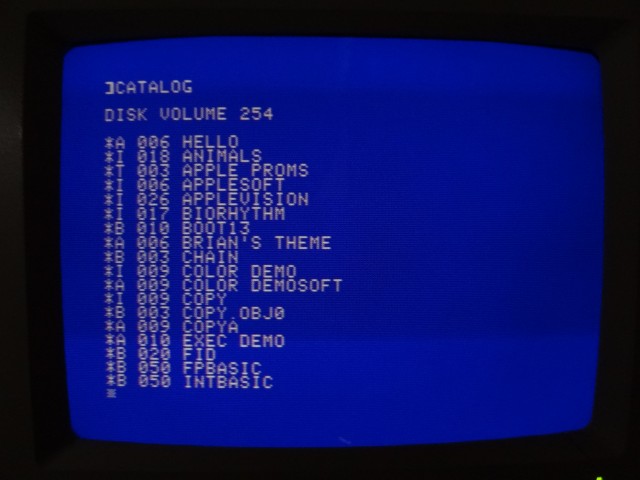 ]CATALOG
DISK VOLUME 254
*A 006 HELLO
*I 018 ANIMALS
*T 003 APPLE PROMS
*I 006 APPLESOFT
*I 026 APPLEVISION
*I 017 BIORHYTHM
*B 010 BOOT13
*A 006 BRIAN'S THEME
*B 003 CHAIN
*I 009 COLOR DEMO
*A 009 COLOR DEMOSOFT
*I 009 COPY
*B 003 COPY.OBJ0
*A 009 COPYA
*A 010 EXEC DEMO
*B 020 FID
*B 050 FPBASIC
*B 050 INTBASIC